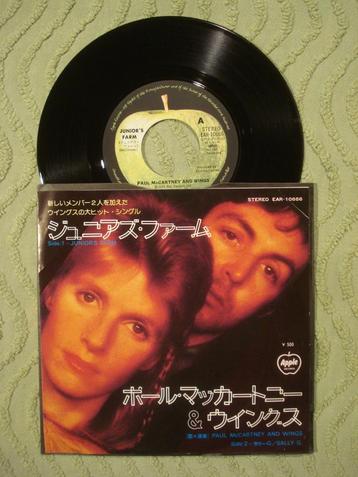 JUNIOR'S
FARM
A
STEREO
EAR-10666
PAUL McCARTNEY AND WINGS
STEREO EAR-10666
新しいメンバー2人を加えた
ウイングスの大ヒット・シングル
ジュニアズ・ファーム
Side:1-JUNIOR'S FARM
¥ 500
Apple
ポール・マッカートニー
&ウイングス
PAUL McCARTNEY AND WINGS
Side:2-サリーG/SALLY G